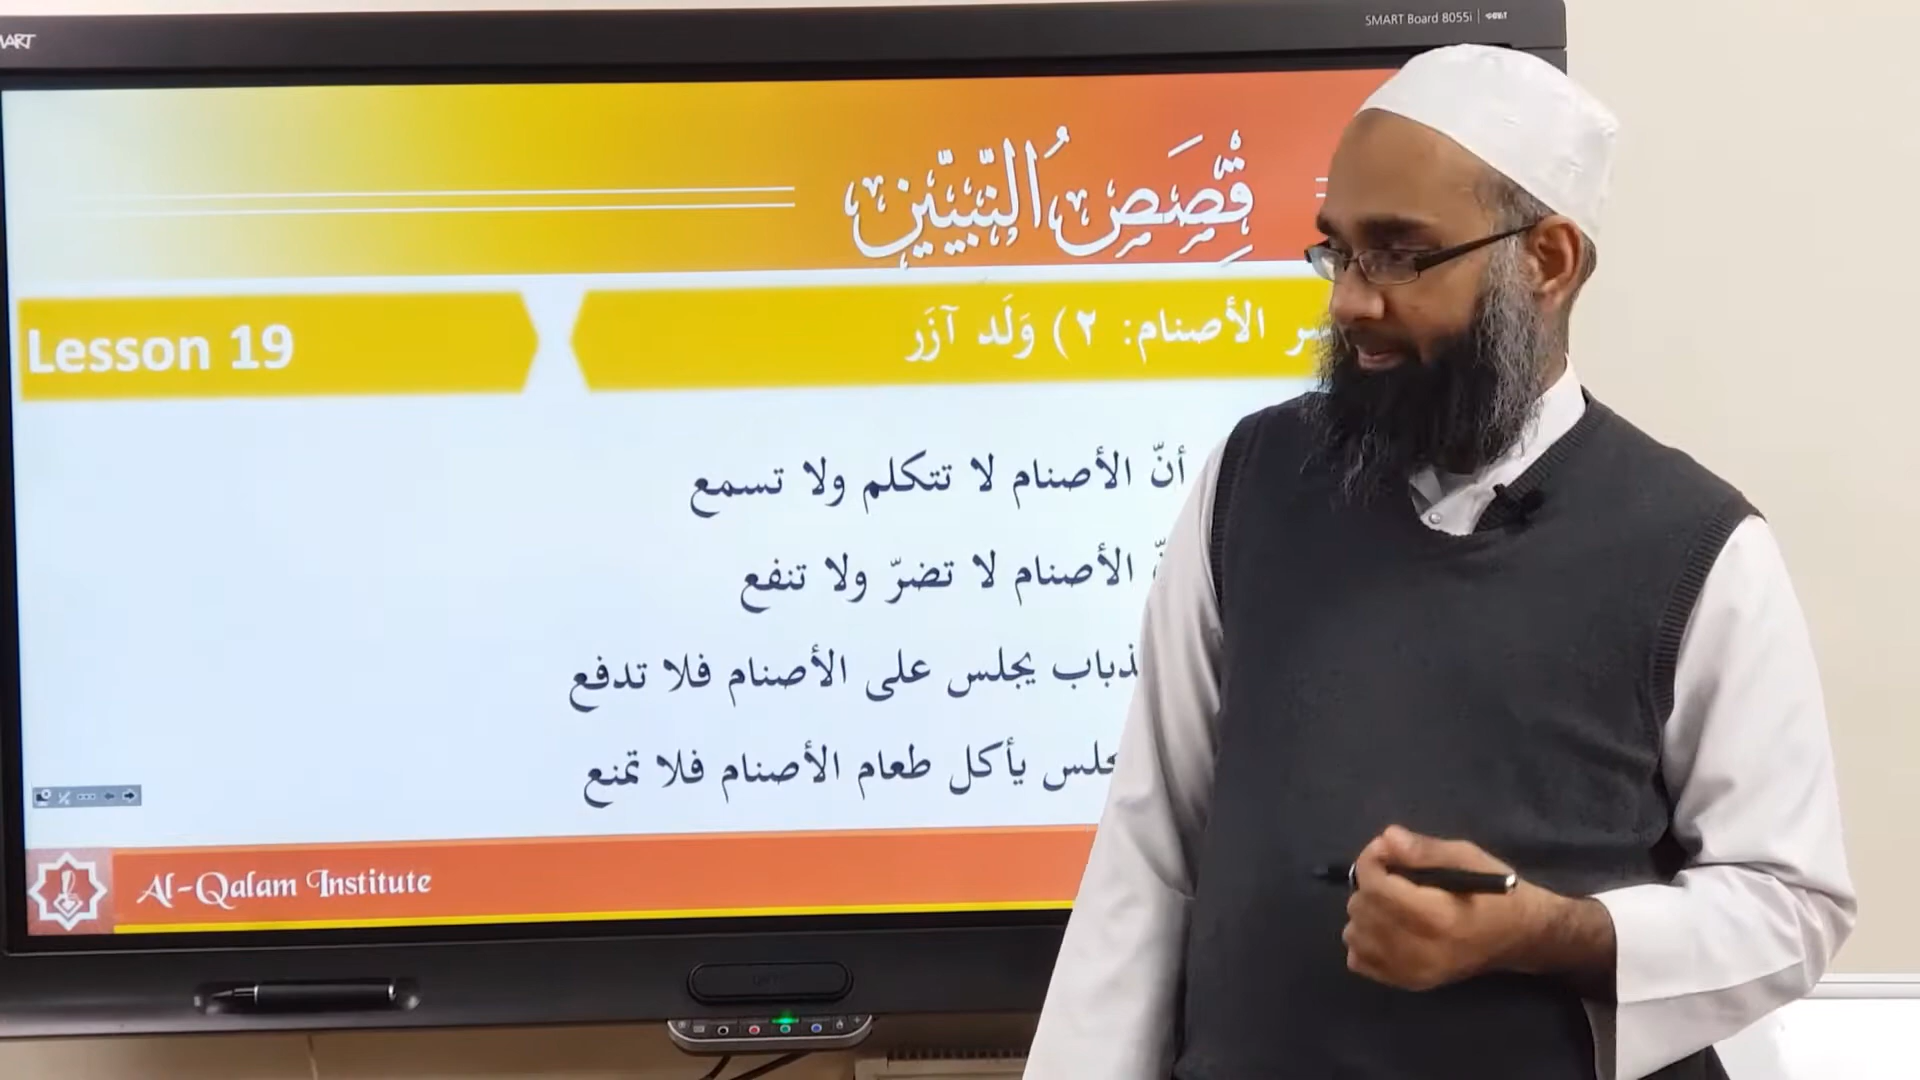 SMART Board 8055i
قِصَصُ النَّبِيِّينَ
Lesson 19
الأصنام: ٢) وَلَد آزَر
أنّ الأصنام لا تتكلم ولا تسمع
الأصنام لا تضرّ ولا تنفع
يجلس على الأصنام فلا تدفع
يأكل طعام الأصنام فلا تمنع
Al-Qalam Institute